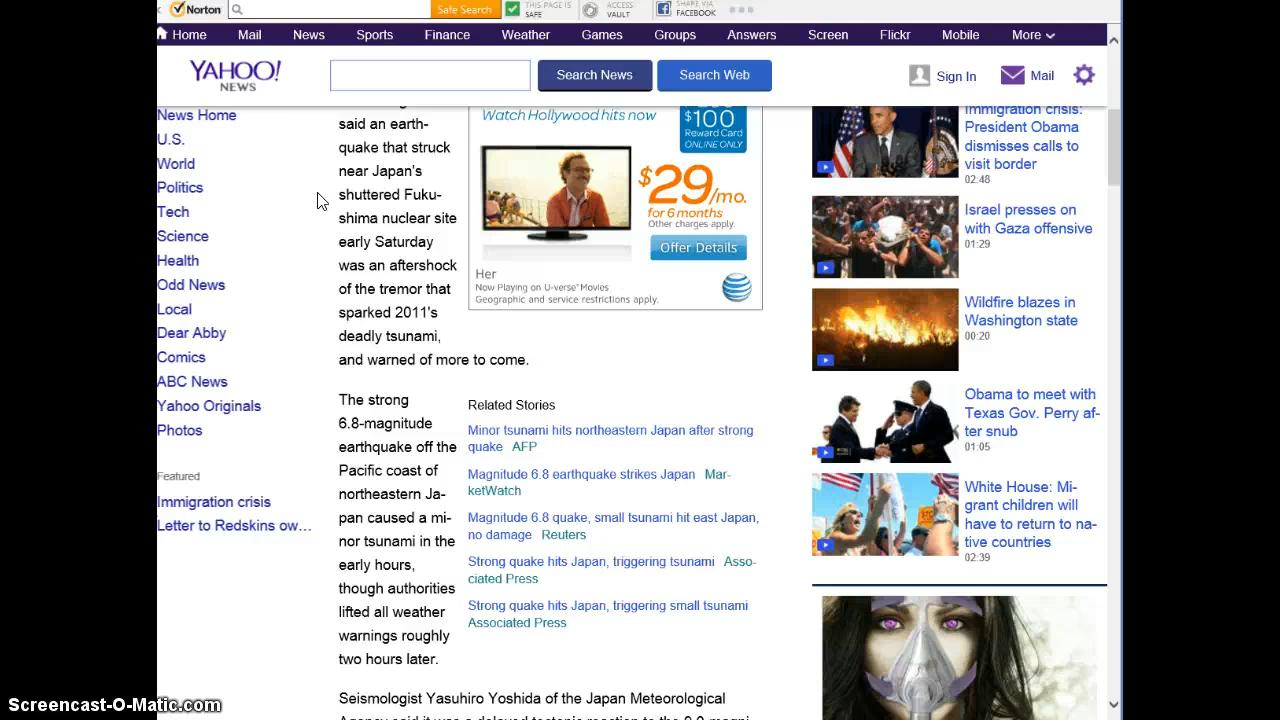 Norton
Safe Search
THIS PAGE IS
SAFE
ACCESS
VAULT
SHARE VIA
FACEBOOK
Home Mail News Sports Finance Weather Games Groups Answers Screen Flickr Mobile More
YAHOO!
NEWS
Search News
Search Web
Sign In
Mail
News Home
U.S.
World
Politics
Tech
Science
Health
Odd News
Local
Dear Abby
Comics
ABC News
Yahoo Originals
Photos
Featured
Immigration crisis
Letter to Redskins ow...
said an earth-
quake that struck
near Japan's
shuttered Fuku-
shima nuclear site
early Saturday
was an aftershock
of the tremor that
sparked 2011's
deadly tsunami,
and warned of more to come.
The strong
6.8-magnitude
earthquake off the
Pacific coast of
northeastern Ja-
pan caused a mi-
nor tsunami in the
early hours,
though authorities
lifted all weather
warnings roughly
two hours later.
Seismologist Yasuhiro Yoshida of the Japan Meteorological
Watch Hollywood hits now
$100
Reward Card
ONLINE ONLY
$29/mo.
for 6 months
Other charges apply.
Offer Details
Her
Now Playing on U-verse® Movies
Geographic and service restrictions apply.
at&t
Related Stories
Minor tsunami hits northeastern Japan after strong
quake AFP
Magnitude 6.8 earthquake strikes Japan Mar-
ketWatch
Magnitude 6.8 quake, small tsunami hit east Japan,
no damage Reuters
Strong quake hits Japan, triggering tsunami Asso-
ciated Press
Strong quake hits Japan, triggering small tsunami
Associated Press
Immigration crisis:
President Obama
dismisses calls to
visit border
02:48
Israel presses on
with Gaza offensive
01:29
Wildfire blazes in
Washington state
00:20
Obama to meet with
Texas Gov. Perry af-
ter snub
01:05
White House: Mi-
grant children will
have to return to na-
tive countries
02:39
Screencast-O-Matic.com